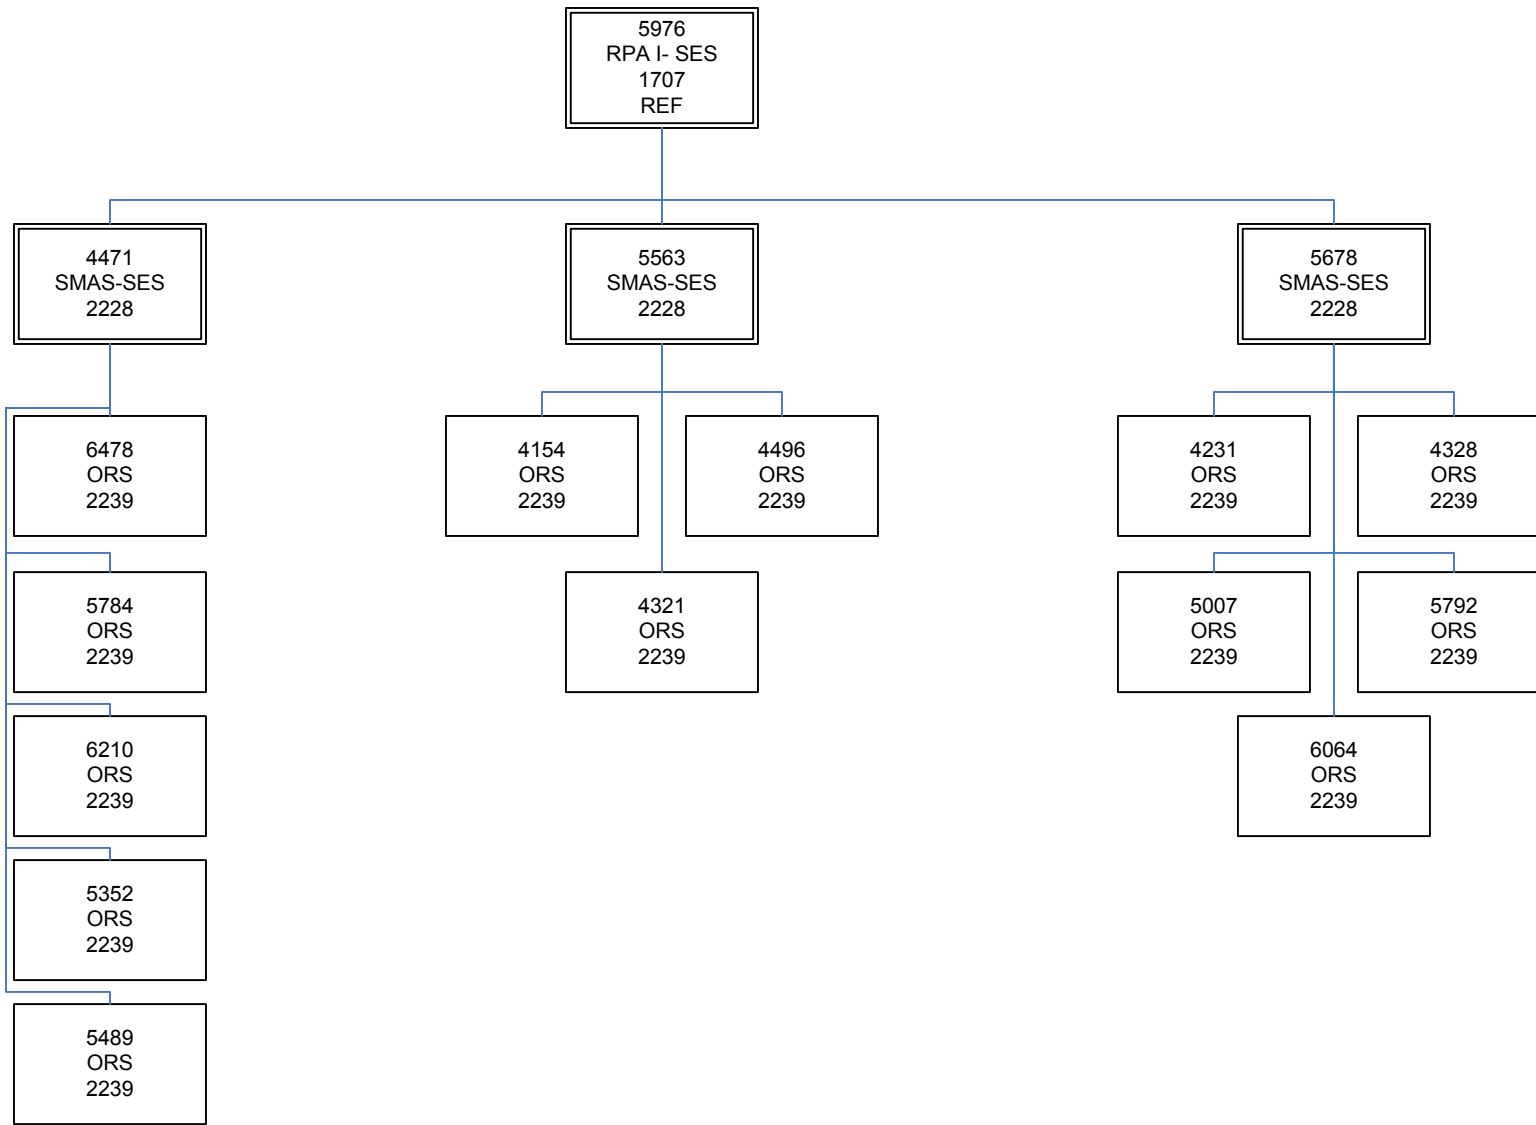 5976
RPA I- SES
1707
REF
4471
SMAS-SES
2228
5563
SMAS-SES
2228
5678
SMAS-SES
2228
6478
ORS
2239
4154
ORS
2239
4496
ORS
2239
4231
ORS
2239
4328
ORS
2239
5784
ORS
2239
4321
ORS
2239
5007
ORS
2239
5792
ORS
2239
6210
ORS
2239
6064
ORS
2239
5352
ORS
2239
5489
ORS
2239